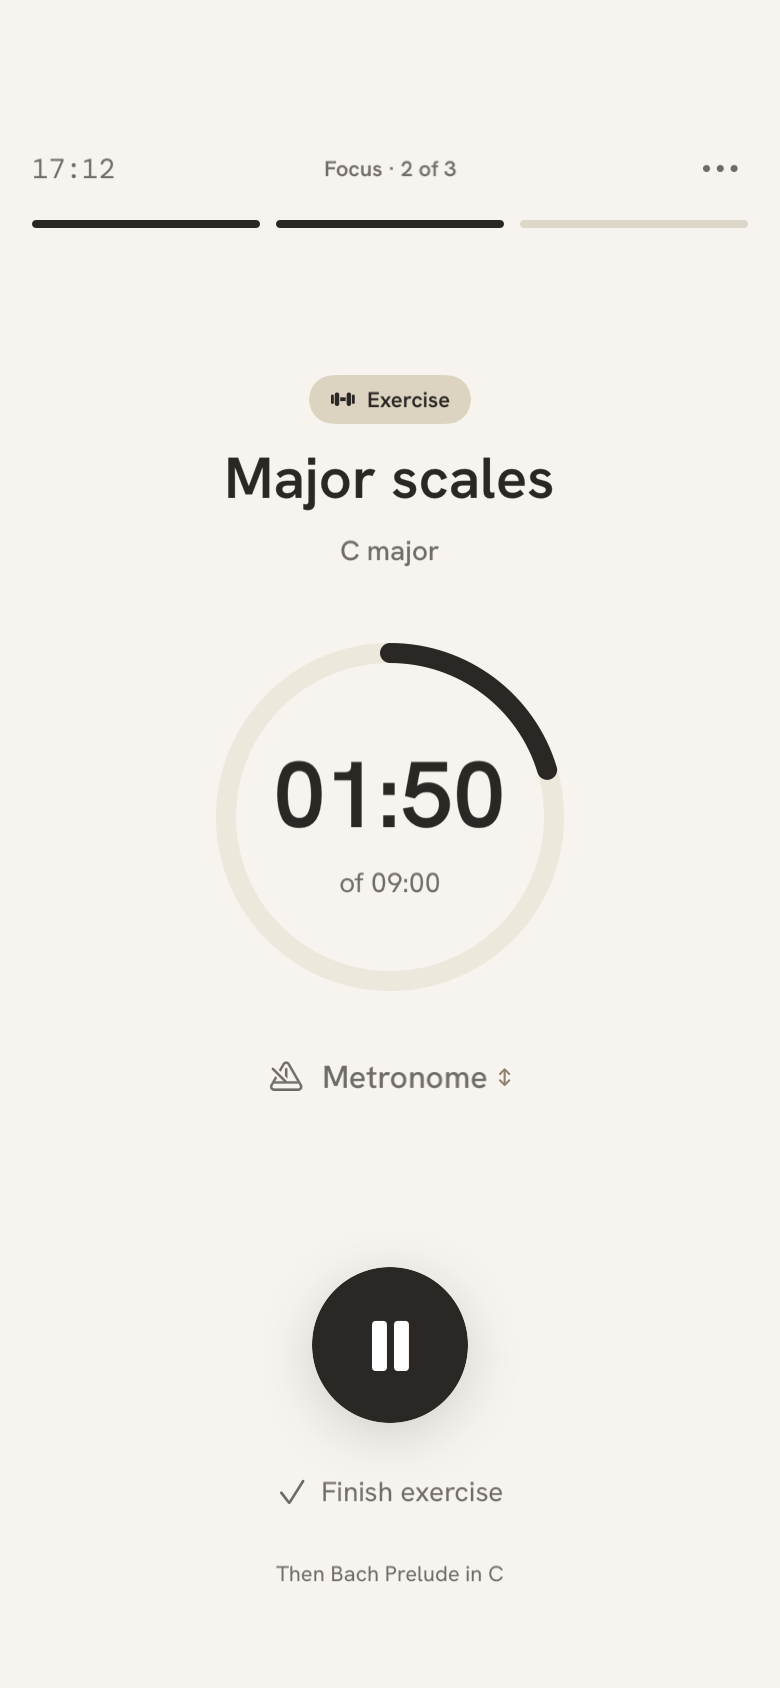 17:12
Focus · 2 of 3
Exercise
Major scales
C major
01:50
of 09:00
Metronome
Finish exercise
Then Bach Prelude in C